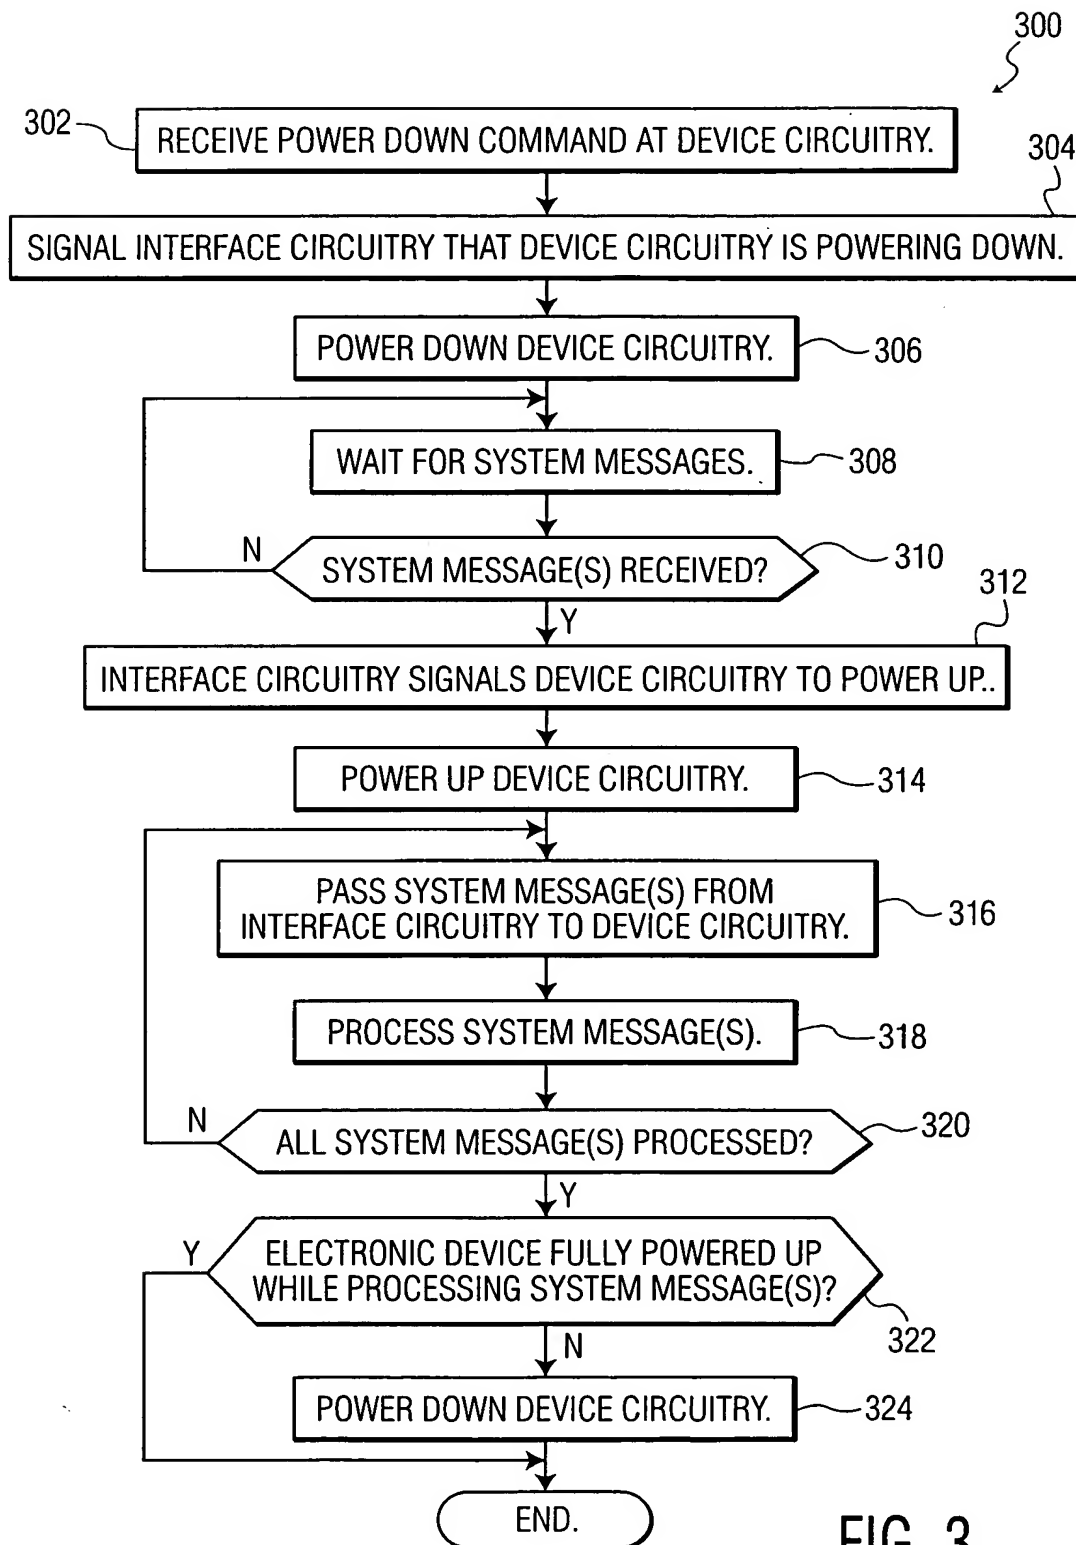 300
302
RECEIVE POWER DOWN COMMAND AT DEVICE CIRCUITRY.
304
SIGNAL INTERFACE CIRCUITRY THAT DEVICE CIRCUITRY IS POWERING DOWN.
POWER DOWN DEVICE CIRCUITRY.
306
WAIT FOR SYSTEM MESSAGES.
308
N
SYSTEM MESSAGE(S) RECEIVED?
310
Y
312
INTERFACE CIRCUITRY SIGNALS DEVICE CIRCUITRY TO POWER UP..
POWER UP DEVICE CIRCUITRY.
314
PASS SYSTEM MESSAGE(S) FROM
INTERFACE CIRCUITRY TO DEVICE CIRCUITRY.
316
PROCESS SYSTEM MESSAGE(S).
318
N
ALL SYSTEM MESSAGE(S) PROCESSED?
320
Y
Y
ELECTRONIC DEVICE FULLY POWERED UP
WHILE PROCESSING SYSTEM MESSAGE(S)?
322
N
POWER DOWN DEVICE CIRCUITRY.
324
END.
FIG. 3